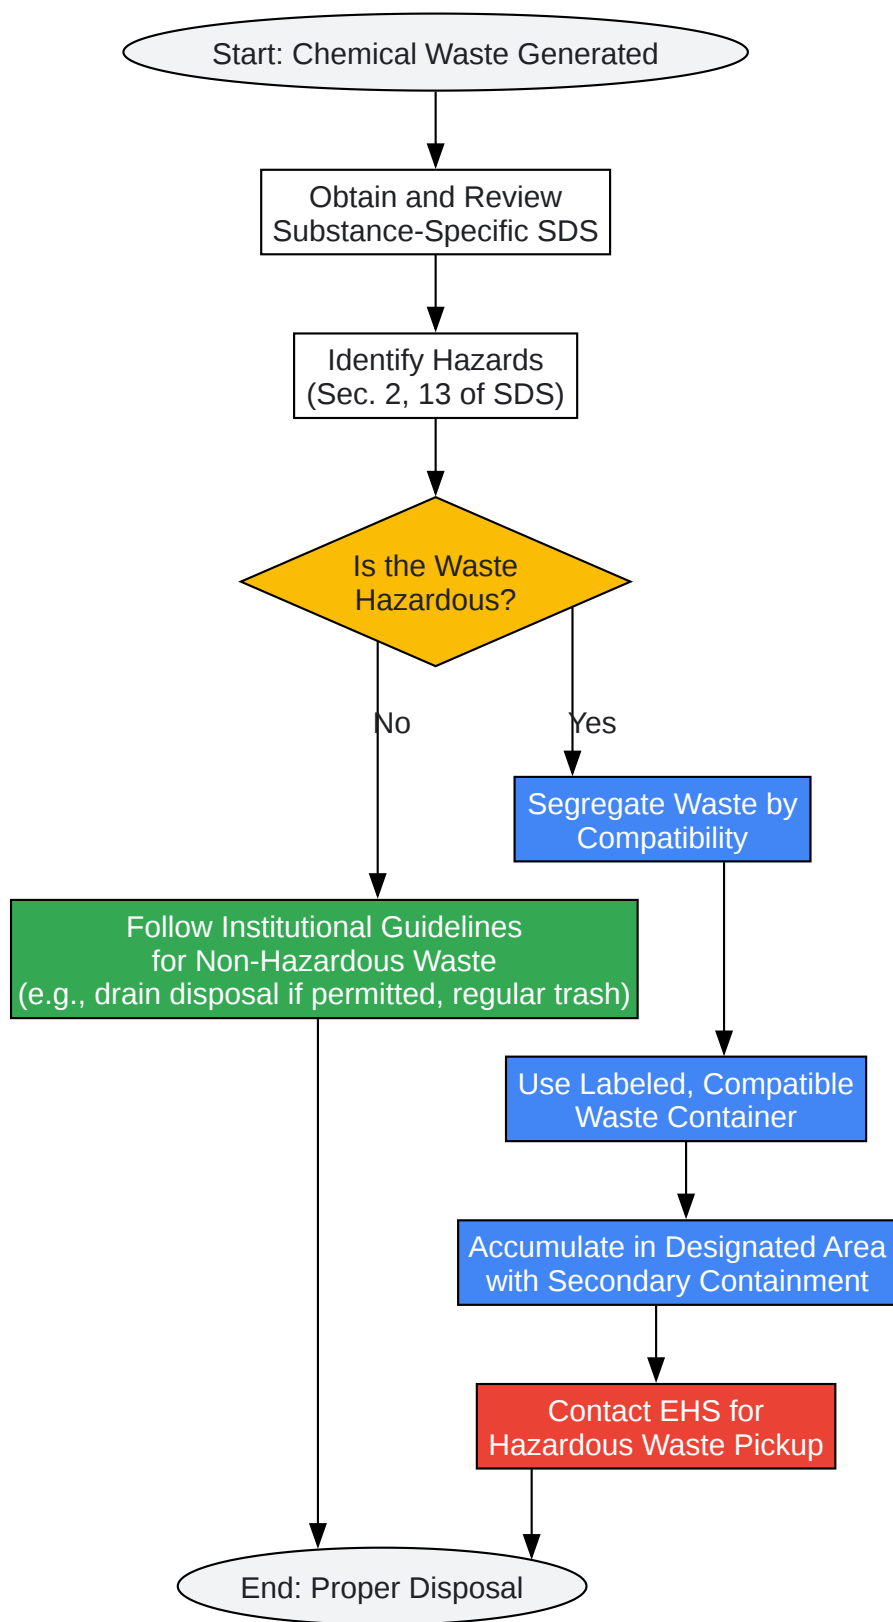 Start: Chemical Waste Generated
Obtain and Review
Substance-Specific SDS
Identify Hazards
(Sec. 2, 13 of SDS)
Is the Waste
Hazardous?
No
Yes
Segregate Waste by
Compatibility
Follow Institutional Guidelines
for Non-Hazardous Waste
(e.g., drain disposal if permitted, regular trash)
Use Labeled, Compatible
Waste Container
Accumulate in Designated Area
with Secondary Containment
Contact EHS for
Hazardous Waste Pickup
End: Proper Disposal